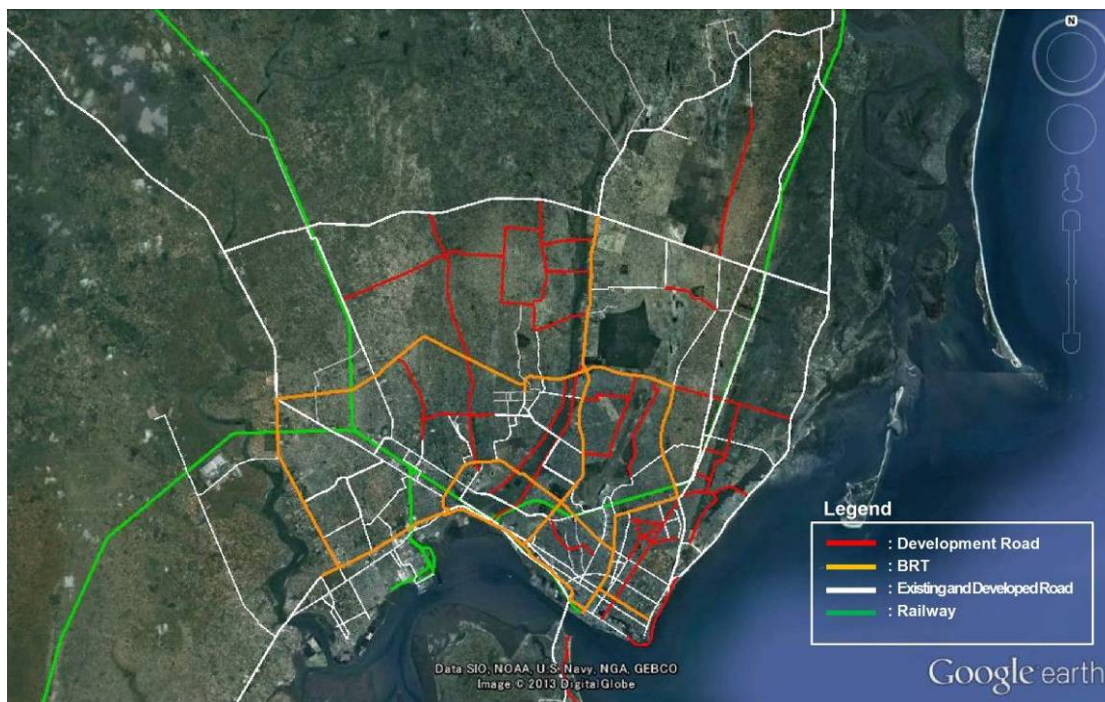 N
Legend
: Development Road
: BRT
: Existing and Developed Road
: Railway
Data SIO, NOAA, U.S. Navy, NGA, GEBCO
Image © 2013 DigitalGlobe
Google earth